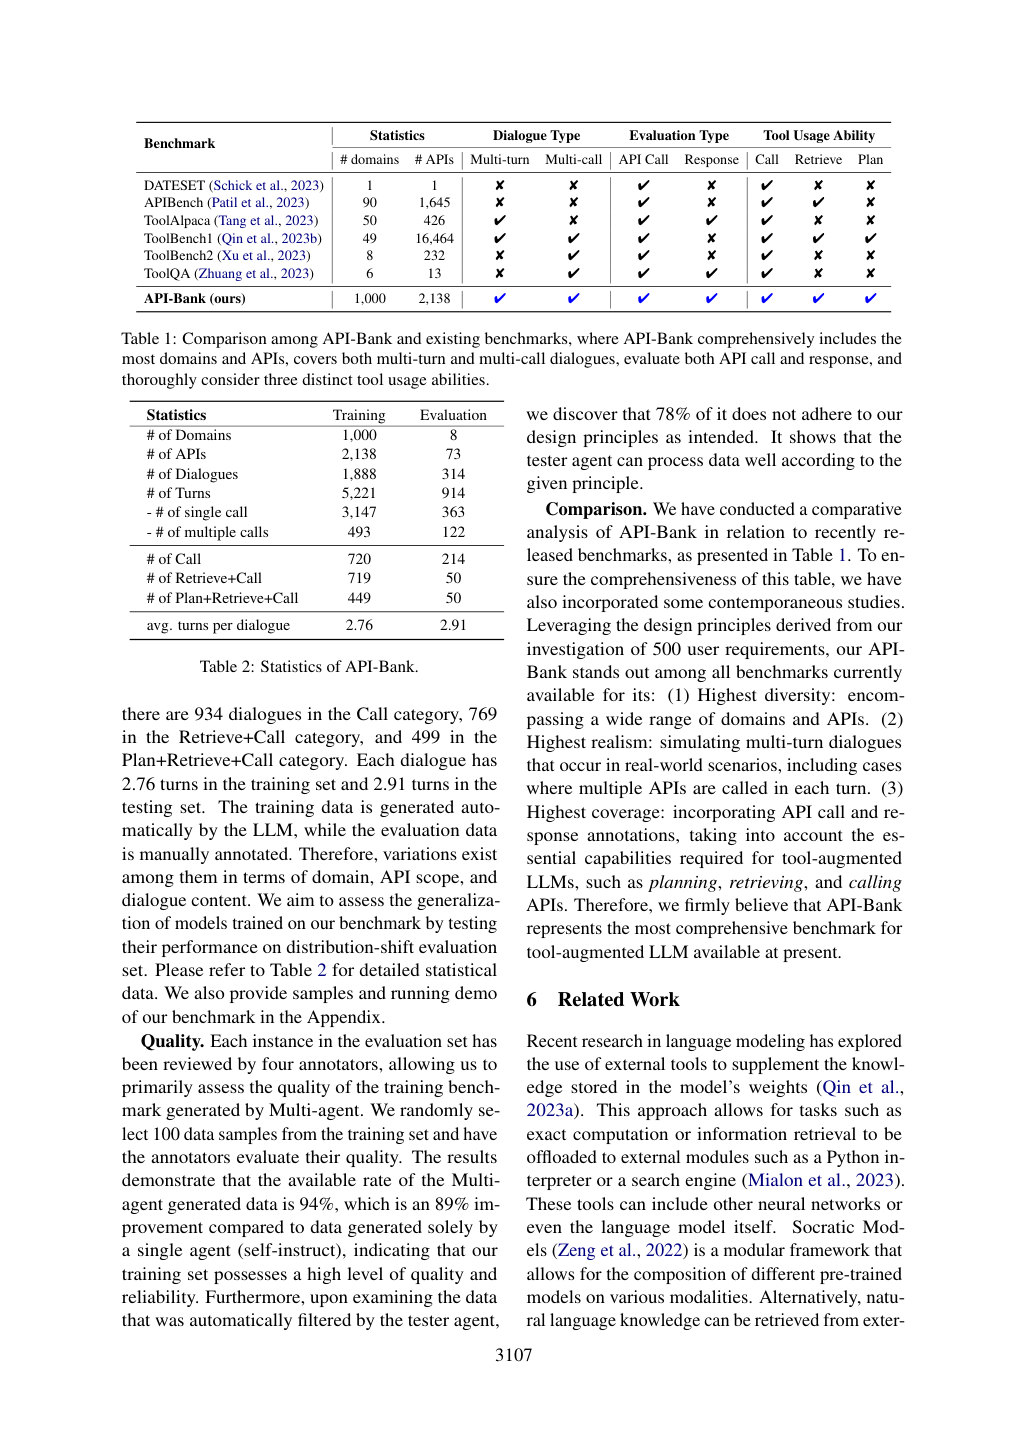 Benchmark Statistics Dialogue Type Evaluation Type Tool Usage Ability
# domains # APIs Multi-turn Multi-call API Call Response Call Retrieve Plan
DATESET (Schick et al., 2023) 1 1 ✘ ✘ ✔ ✘ ✔ ✘ ✘
APIBench (Patil et al., 2023) 90 1,645 ✘ ✘ ✔ ✘ ✔ ✔ ✘
ToolAlpaca (Tang et al., 2023) 50 426 ✔ ✘ ✔ ✔ ✔ ✘ ✘
ToolBench1 (Qin et al., 2023b) 49 16,464 ✔ ✔ ✔ ✘ ✔ ✔ ✔
ToolBench2 (Xu et al., 2023) 8 232 ✘ ✔ ✔ ✘ ✔ ✘ ✘
ToolQA (Zhuang et al., 2023) 6 13 ✘ ✔ ✔ ✔ ✔ ✘ ✘
API-Bank (ours) 1,000 2,138 ✔ ✔ ✔ ✔ ✔ ✔ ✔
Table 1: Comparison among API-Bank and existing benchmarks, where API-Bank comprehensively includes the
most domains and APIs, covers both multi-turn and multi-call dialogues, evaluate both API call and response, and
thoroughly consider three distinct tool usage abilities.
Statistics Training Evaluation
# of Domains 1,000 8
# of APIs 2,138 73
# of Dialogues 1,888 314
# of Turns 5,221 914
- # of single call 3,147 363
- # of multiple calls 493 122
# of Call 720 214
# of Retrieve+Call 719 50
# of Plan+Retrieve+Call 449 50
avg. turns per dialogue 2.76 2.91
Table 2: Statistics of API-Bank.
there are 934 dialogues in the Call category, 769
in the Retrieve+Call category, and 499 in the
Plan+Retrieve+Call category. Each dialogue has
2.76 turns in the training set and 2.91 turns in the
testing set. The training data is generated auto-
matically by the LLM, while the evaluation data
is manually annotated. Therefore, variations exist
among them in terms of domain, API scope, and
dialogue content. We aim to assess the generaliza-
tion of models trained on our benchmark by testing
their performance on distribution-shift evaluation
set. Please refer to Table 2 for detailed statistical
data. We also provide samples and running demo
of our benchmark in the Appendix.
Quality. Each instance in the evaluation set has
been reviewed by four annotators, allowing us to
primarily assess the quality of the training bench-
mark generated by Multi-agent. We randomly se-
lect 100 data samples from the training set and have
the annotators evaluate their quality. The results
demonstrate that the available rate of the Multi-
agent generated data is 94%, which is an 89% im-
provement compared to data generated solely by
a single agent (self-instruct), indicating that our
training set possesses a high level of quality and
reliability. Furthermore, upon examining the data
that was automatically filtered by the tester agent,
we discover that 78% of it does not adhere to our
design principles as intended. It shows that the
tester agent can process data well according to the
given principle.
Comparison. We have conducted a comparative
analysis of API-Bank in relation to recently re-
leased benchmarks, as presented in Table 1. To en-
sure the comprehensiveness of this table, we have
also incorporated some contemporaneous studies.
Leveraging the design principles derived from our
investigation of 500 user requirements, our API-
Bank stands out among all benchmarks currently
available for its: (1) Highest diversity: encom-
passing a wide range of domains and APIs. (2)
Highest realism: simulating multi-turn dialogues
that occur in real-world scenarios, including cases
where multiple APIs are called in each turn. (3)
Highest coverage: incorporating API call and re-
sponse annotations, taking into account the es-
sential capabilities required for tool-augmented
LLMs, such as planning, retrieving, and calling
APIs. Therefore, we firmly believe that API-Bank
represents the most comprehensive benchmark for
tool-augmented LLM available at present.
6 Related Work
Recent research in language modeling has explored
the use of external tools to supplement the knowl-
edge stored in the model's weights (Qin et al.,
2023a). This approach allows for tasks such as
exact computation or information retrieval to be
offloaded to external modules such as a Python in-
terpreter or a search engine (Mialon et al., 2023).
These tools can include other neural networks or
even the language model itself. Socratic Mod-
els (Zeng et al., 2022) is a modular framework that
allows for the composition of different pre-trained
models on various modalities. Alternatively, natu-
ral language knowledge can be retrieved from exter-
3107